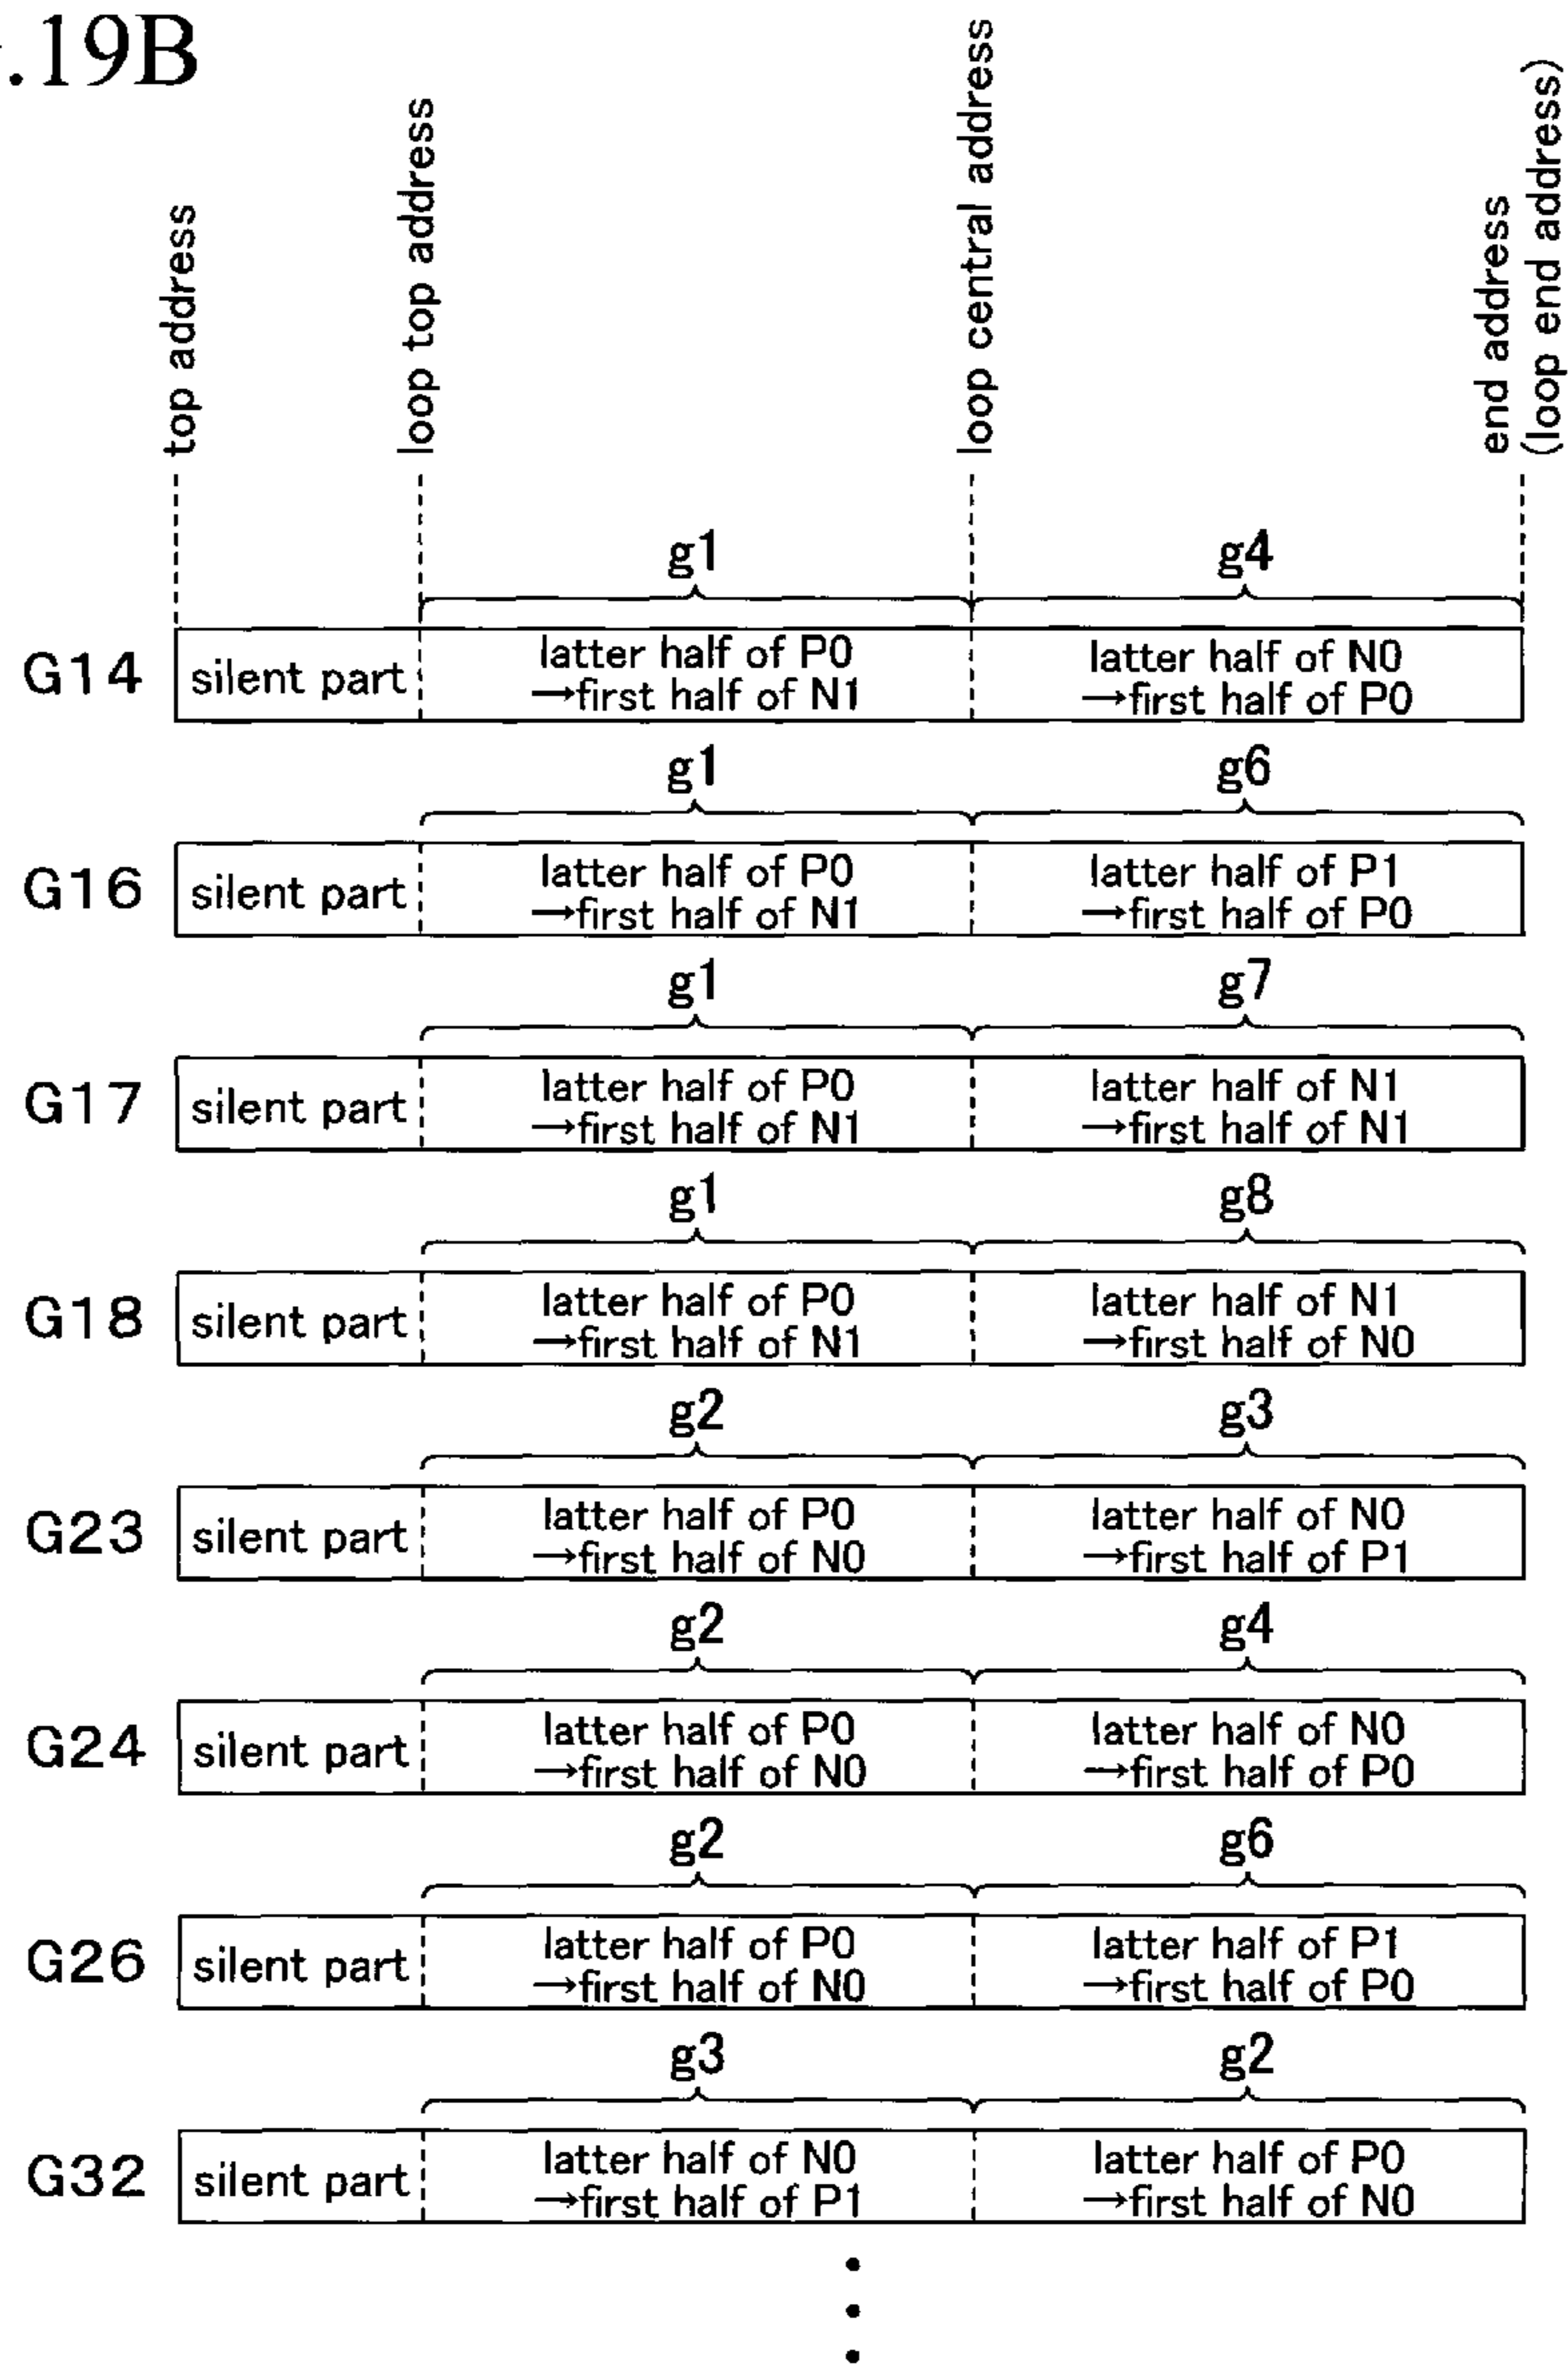 .19B
top address
loop top address
loop central address
end address
(loop end address)
g1 g4
G14 silent part latter half of P0 latter half of N0
→first half of N1 →first half of P0
g1 g6
G16 silent part latter half of P0 latter half of P1
→first half of N1 →first half of P0
g1 g7
G17 silent part latter half of P0 latter half of N1
→first half of N1 →first half of N1
g1 g8
G18 silent part latter half of P0 latter half of N1
→first half of N1 →first half of N0
g2 g3
G23 silent part latter half of P0 latter half of N0
→first half of N0 →first half of P1
g2 g4
G24 silent part latter half of P0 latter half of N0
→first half of N0 →first half of P0
g2 g6
G26 silent part latter half of P0 latter half of P1
→first half of N0 →first half of P0
g3 g2
G32 silent part latter half of N0 latter half of P0
→first half of P1 →first half of N0